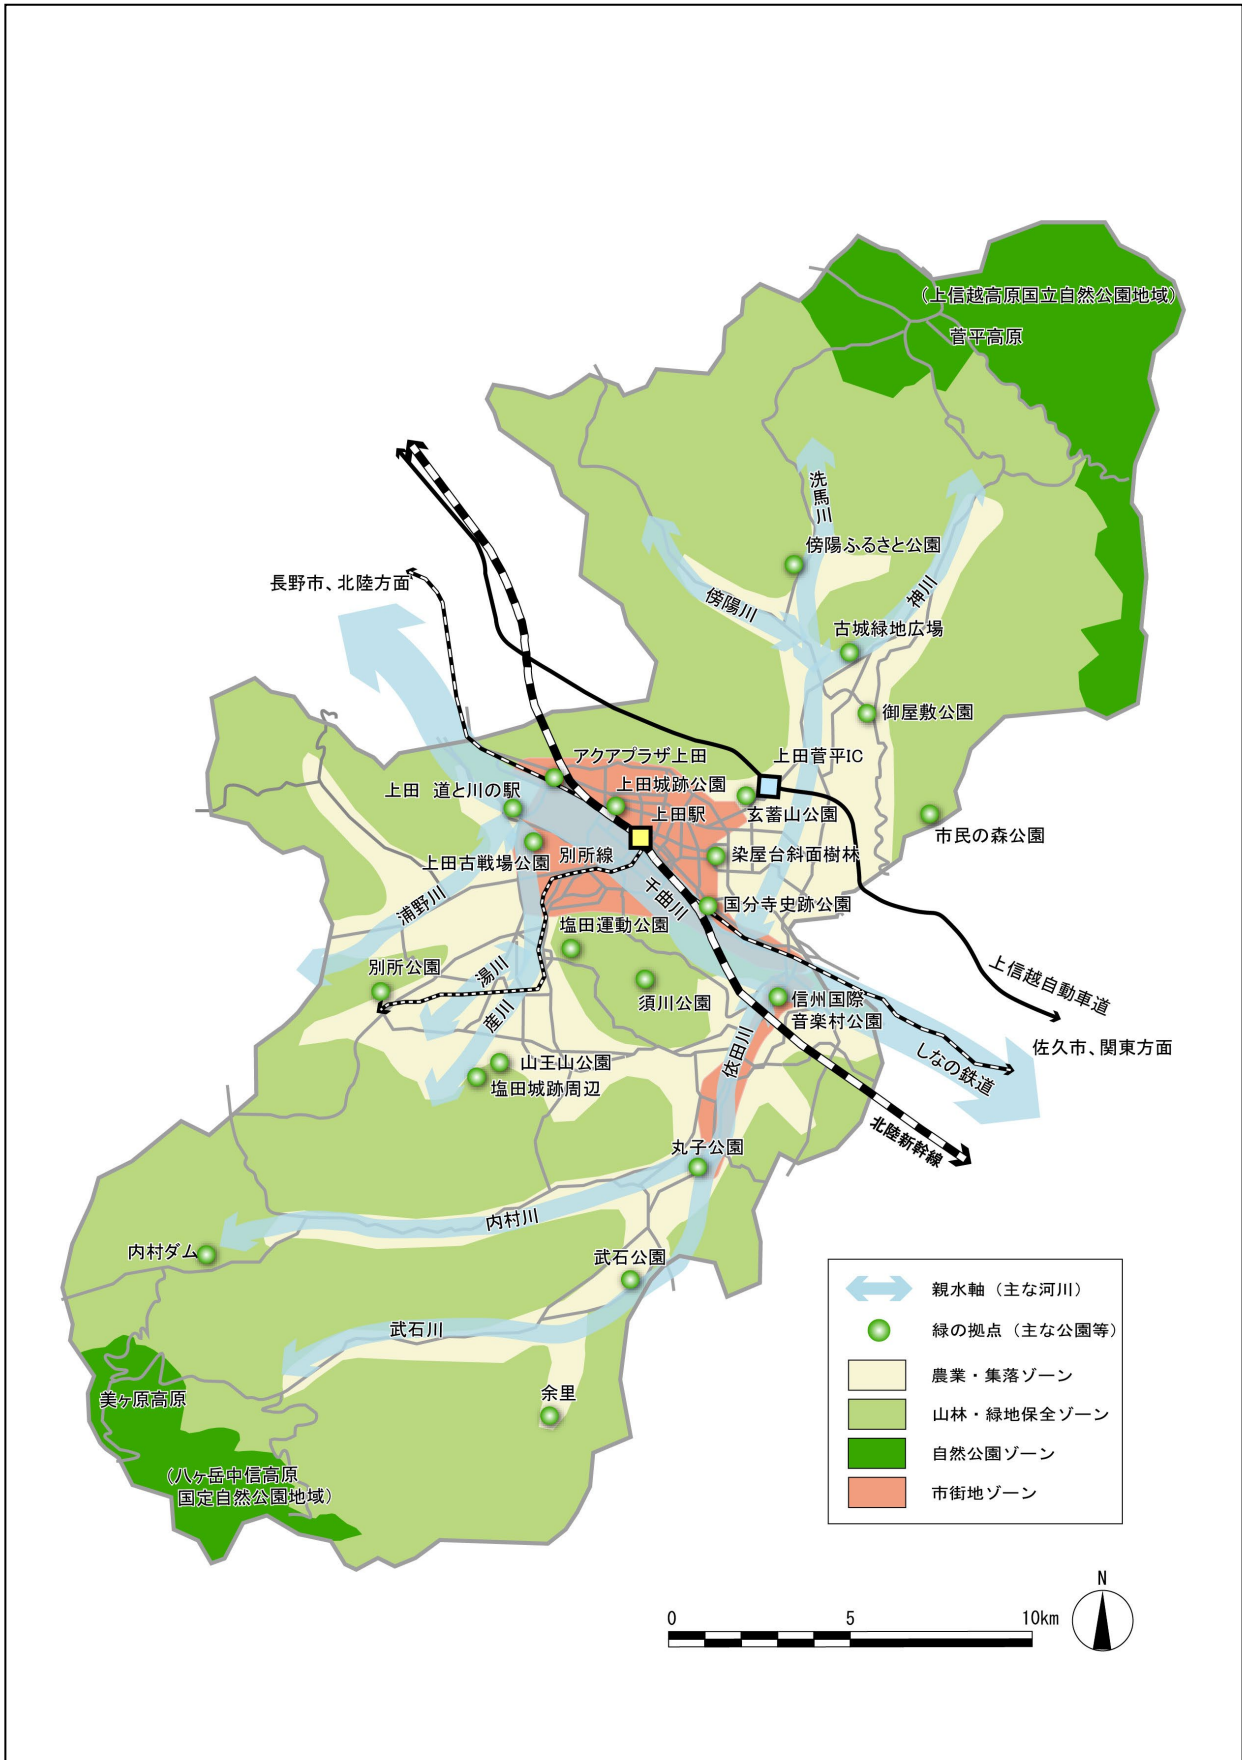 (上信越高原国立自然公園地域)
菅平高原
洗馬川
傍陽ふるさと公園
長野市、北陸方面
傍陽川
神川
古城緑地広場
御屋敷公園
アクアプラザ上田
上田菅平IC
上田 道と川の駅
上田城跡公園
上田駅
玄蕃山公園
市民の森公園
上田古戦場公園
別所線
染屋台斜面樹林
千曲川
浦野川
国分寺史跡公園
塩田運動公園
別所公園
湯川
須川公園
信州国際
音楽村公園
上信越自動車道
産川
佐久市、関東方面
依田川
しなの鉄道
山王山公園
塩田城跡周辺
北陸新幹線
丸子公園
内村川
内村ダム
武石公園
武石川
美ヶ原高原
余里
(八ヶ岳中信高原
国定自然公園地域)
親水軸(主な河川)
緑の拠点(主な公園等)
農業・集落ゾーン
山林・緑地保全ゾーン
自然公園ゾーン
市街地ゾーン
N
0 5 10km